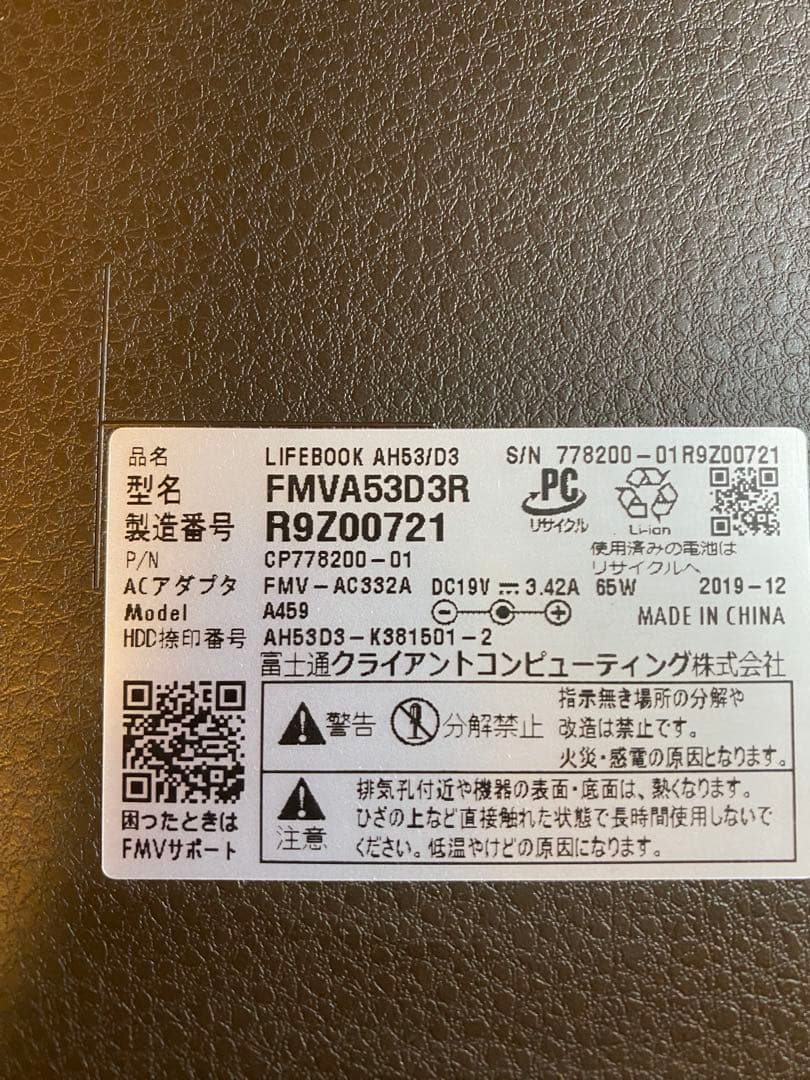 品名 LIFEBOOK AH53/D3 S/N 778200-01R9Z00721
型名 FMVA53D3R PC
リサイクル Li-ion
製造番号 R9Z00721 使用済みの電池は
P/N CP778200-01 リサイクルへ
ACアダプタ FMV-AC332A DC19V 3.42A 65W 2019-12
Model A459 MADE IN CHINA
HDD捺印番号 AH53D3-K381501-2
富士通クライアントコンピューティング株式会社
警告 分解禁止
指示無き場所の分解や
改造は禁止です。
火災・感電の原因となります。
注意
排気孔付近や機器の表面・底面は、熱くなります。
ひざの上など直接触れた状態で長時間使用しないで
ください。低温やけどの原因になります。
困ったときは
FMVサポート